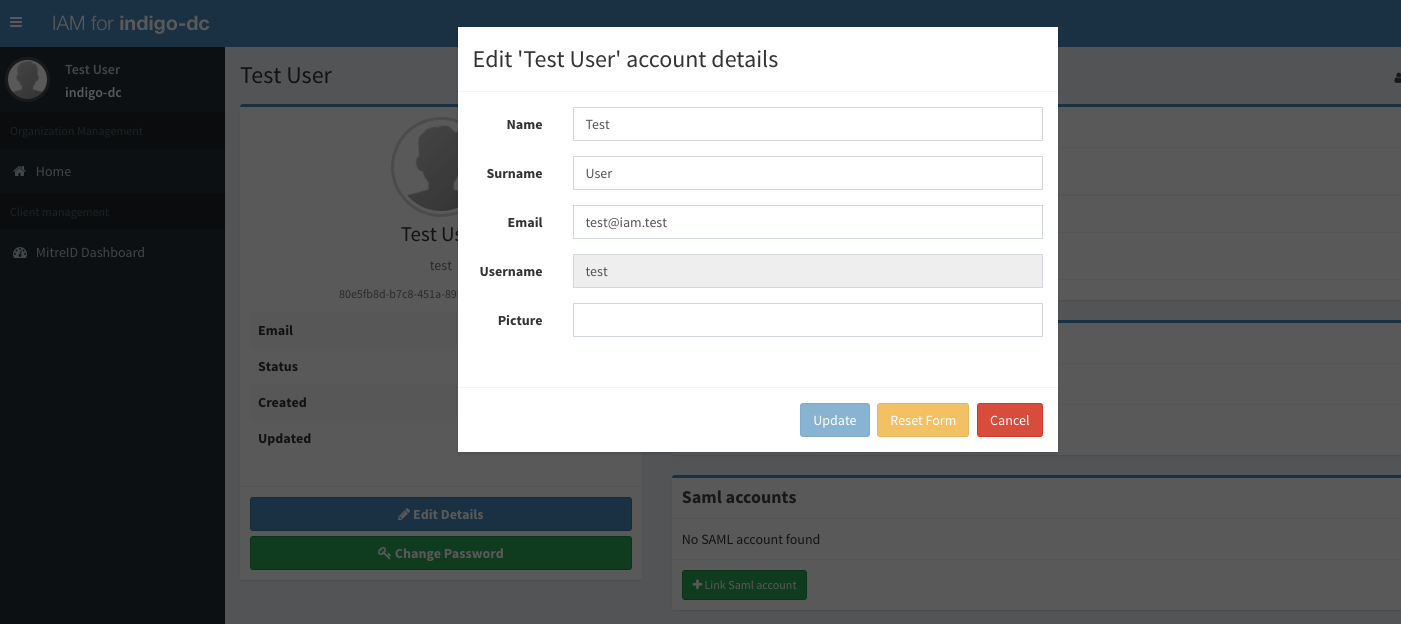 IAM for indigo-dc
Test User
indigo-dc
Organization Management
Home
Client management
MitreID Dashboard
Test User
Test Us
test
80e5fb8d-b7c8-451a-89
Email
Status
Created
Updated
Edit Details
Change Password
Edit 'Test User' account details
Name Test
Surname User
Email test@iam.test
Username test
Picture
Update Reset Form Cancel
Saml accounts
No SAML account found
Link Saml account